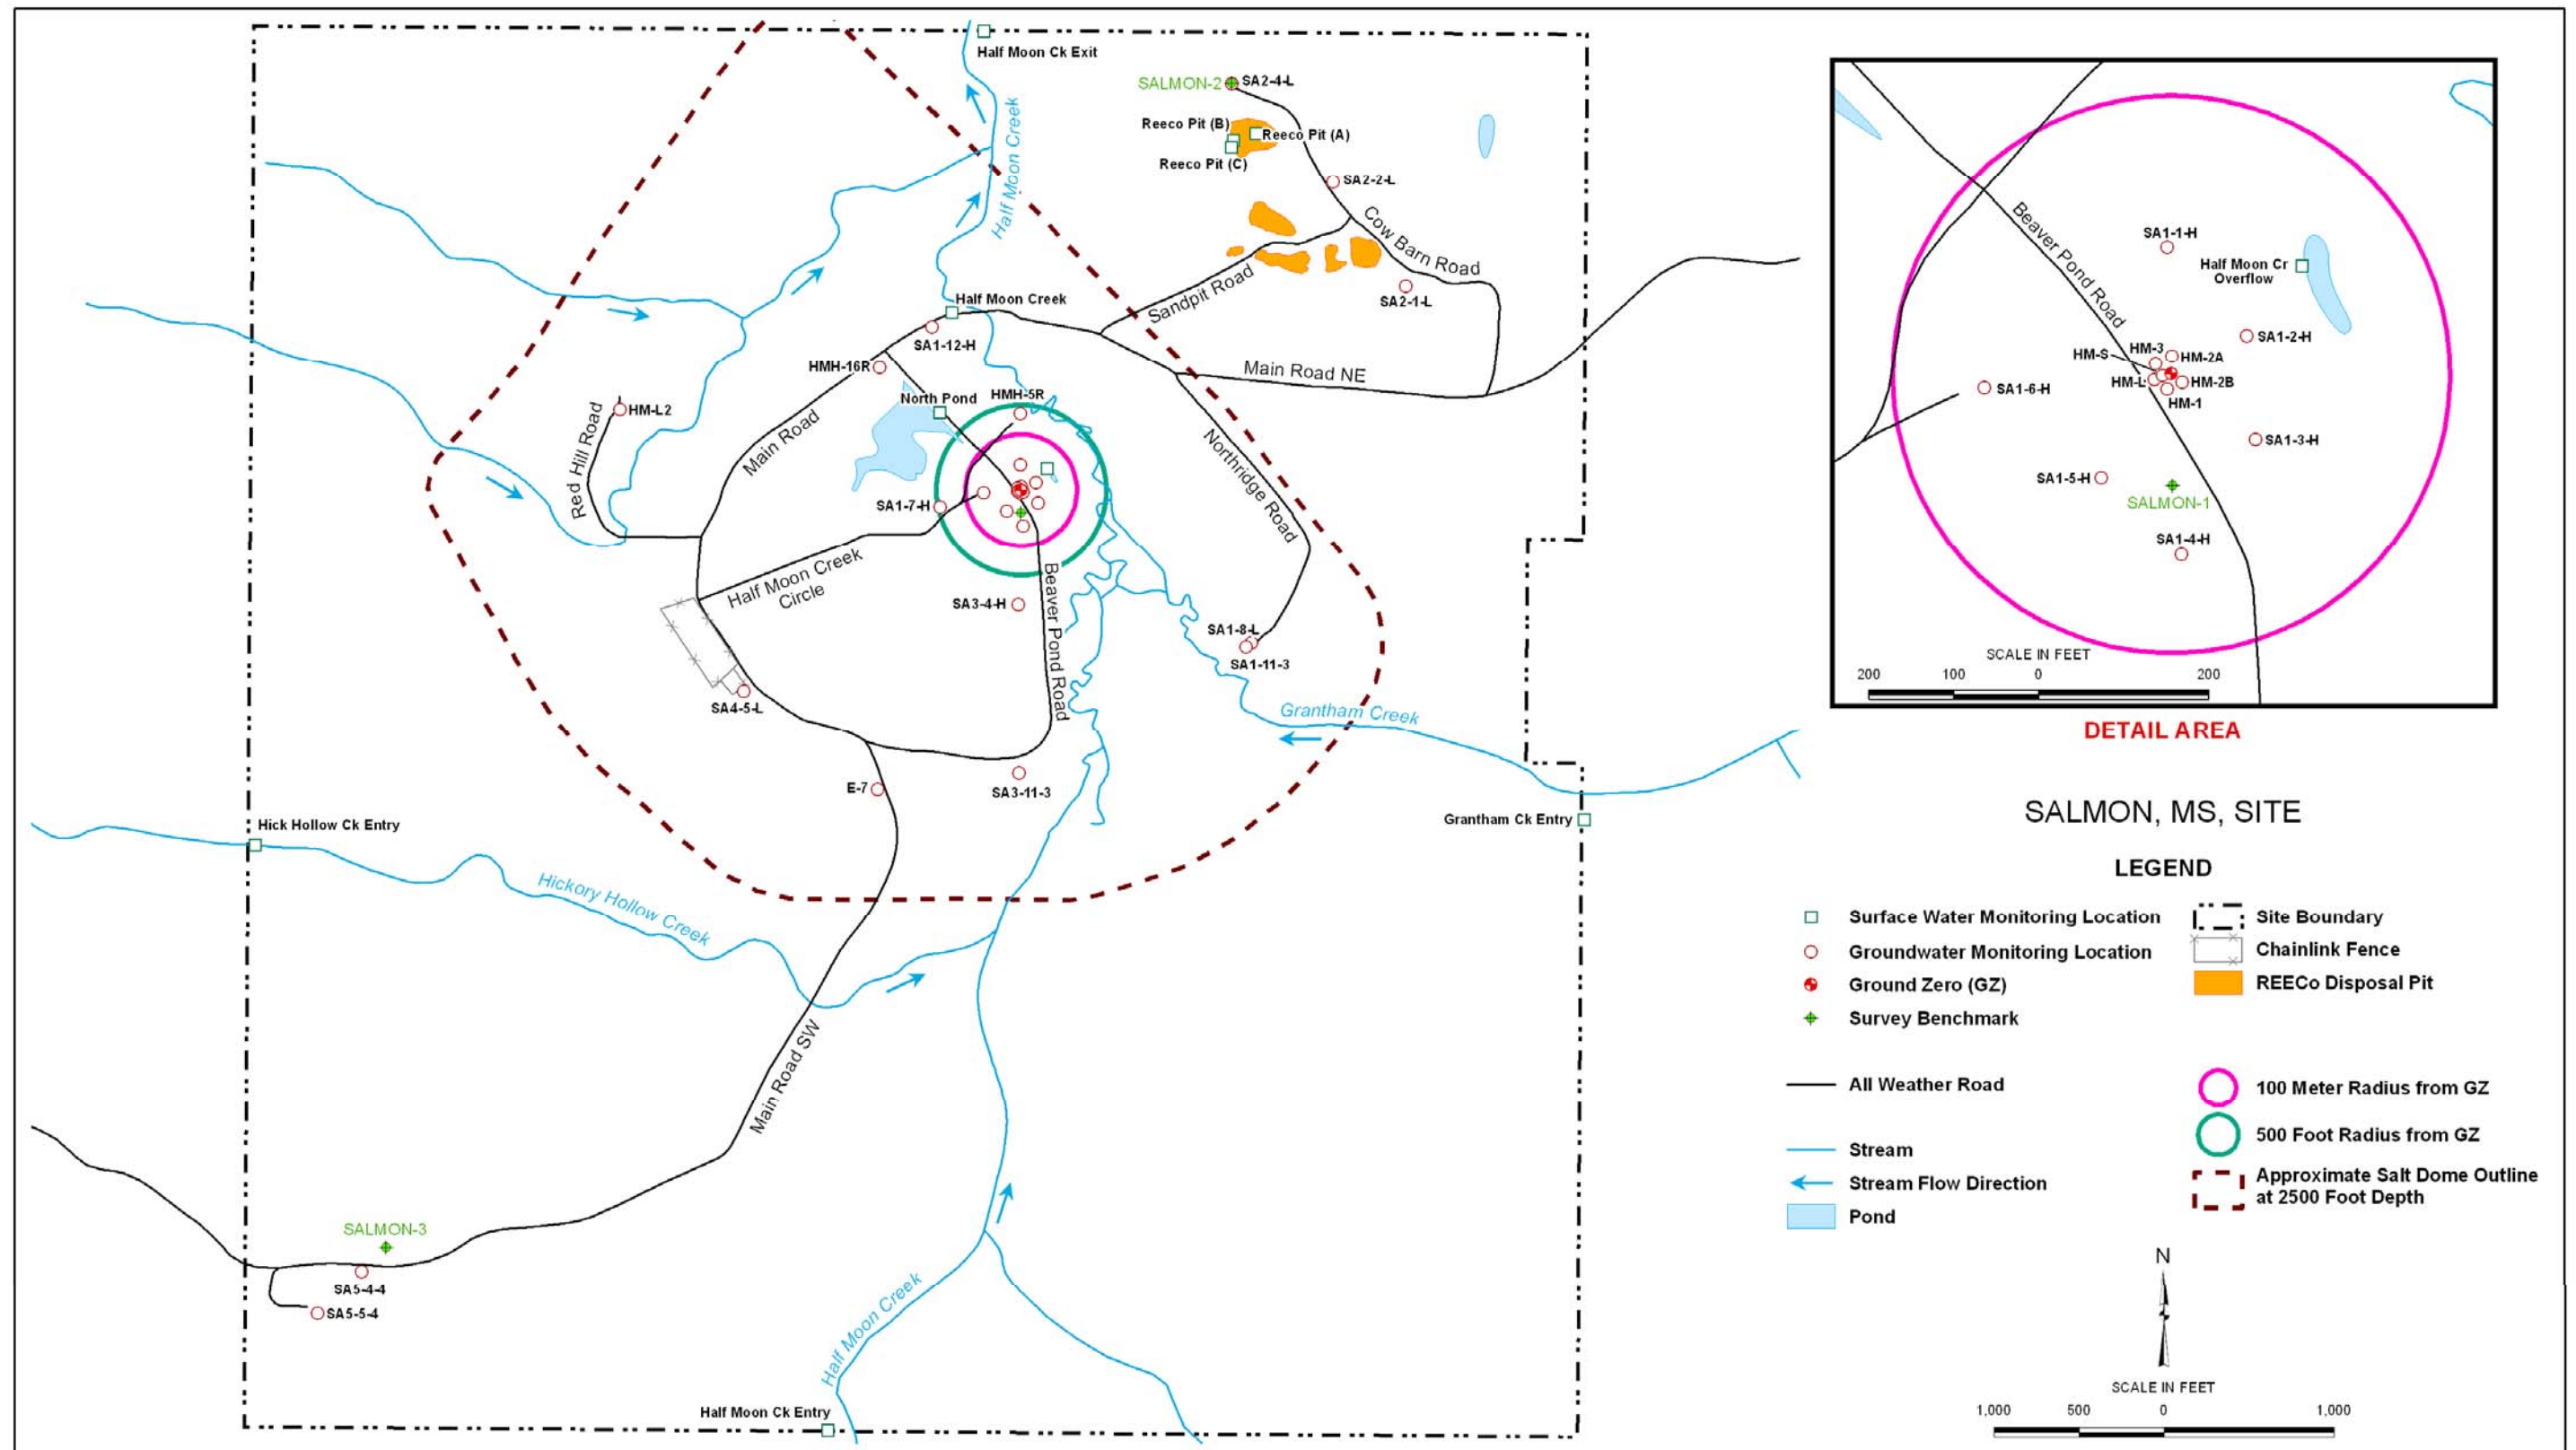 Half Moon Ck Exit
SALMON-2
SA2-4-L
Reeco Pit (B)
Reeco Pit (A)
Reeco Pit (C)
SA2-2-L
Half Moon Creek
Cow Barn Road
Sandpit Road
SA2-1-L
Half Moon Creek
SA1-12-H
HMH-16R
Main Road NE
North Pond
HMH-5R
HM-L2
Red Hill Road
Main Road
Northridge Road
SA1-7-H
Half Moon Creek
Circle
Beaver Pond Road
SA3-4-H
SA1-8-L
SA1-11-3
SA4-5-L
Grantham Creek
E-7
SA3-11-3
Grantham Ck Entry
Hick Hollow Ck Entry
Hickory Hollow Creek
Main Road SW
SALMON-3
SA5-4-4
SA5-5-4
Half Moon Creek
Half Moon Ck Entry
Beaver Pond Road
SA1-1-H
Half Moon Cr
Overflow
SA1-2-H
HM-S
HM-3
HM-2A
HM-L
HM-2B
HM-1
SA1-6-H
SA1-3-H
SA1-5-H
SALMON-1
SA1-4-H
SCALE IN FEET
200 100 0 200
DETAIL AREA
SALMON, MS, SITE
LEGEND
Surface Water Monitoring Location
Groundwater Monitoring Location
Ground Zero (GZ)
Survey Benchmark
All Weather Road
Stream
Stream Flow Direction
Pond
Site Boundary
Chainlink Fence
REECo Disposal Pit
100 Meter Radius from GZ
500 Foot Radius from GZ
Approximate Salt Dome Outline
at 2500 Foot Depth
N
SCALE IN FEET
1,000 500 0 1,000